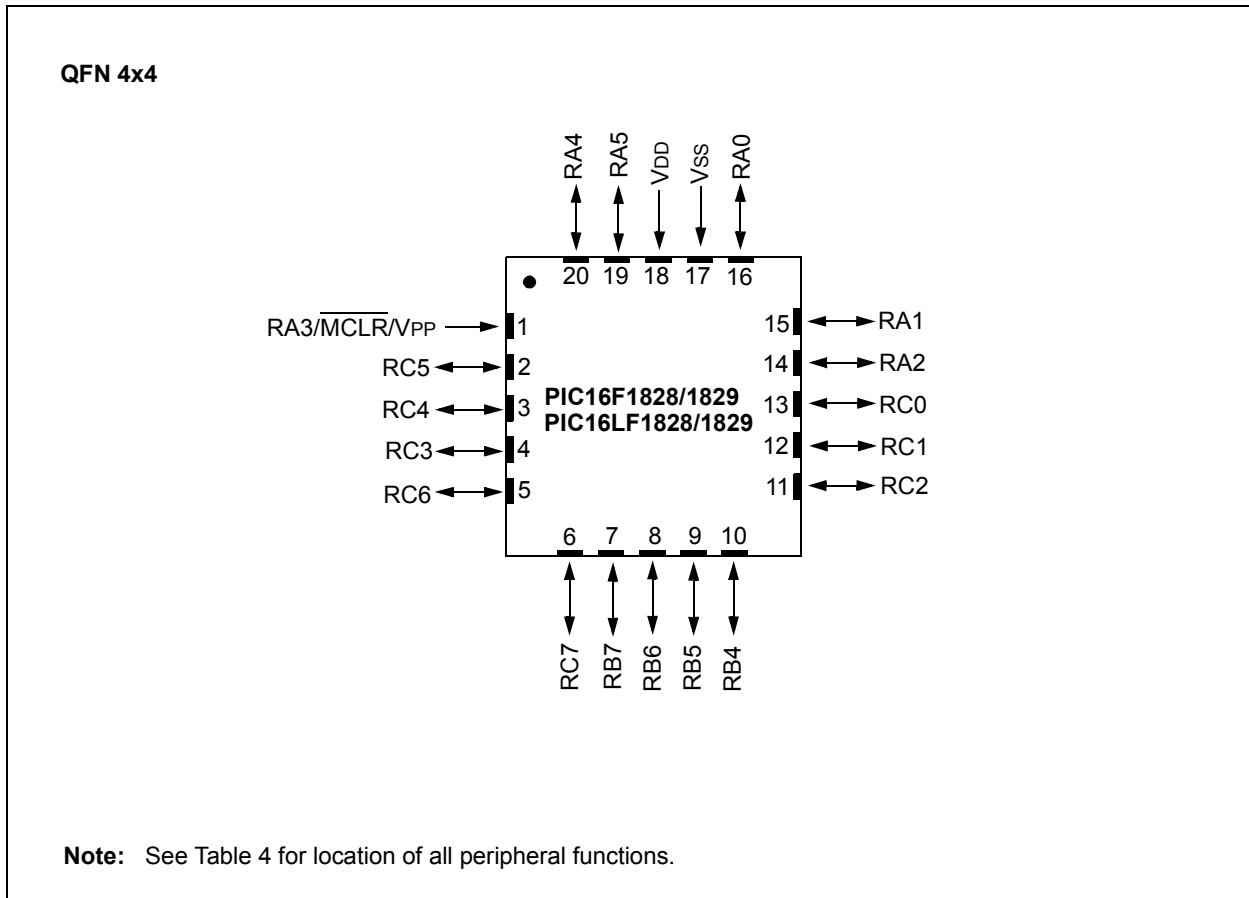 QFN 4x4
RA4
RA5
VDD
VSS
RA0
20 19 18 17 16
RA3/MCLR/VPP 1
RC5 2
RC4 3
RC3 4
RC6 5
PIC16F1828/1829
PIC16LF1828/1829
15 RA1
14 RA2
13 RC0
12 RC1
11 RC2
6 7 8 9 10
RC7
RB7
RB6
RB5
RB4
Note: See Table 4 for location of all peripheral functions.